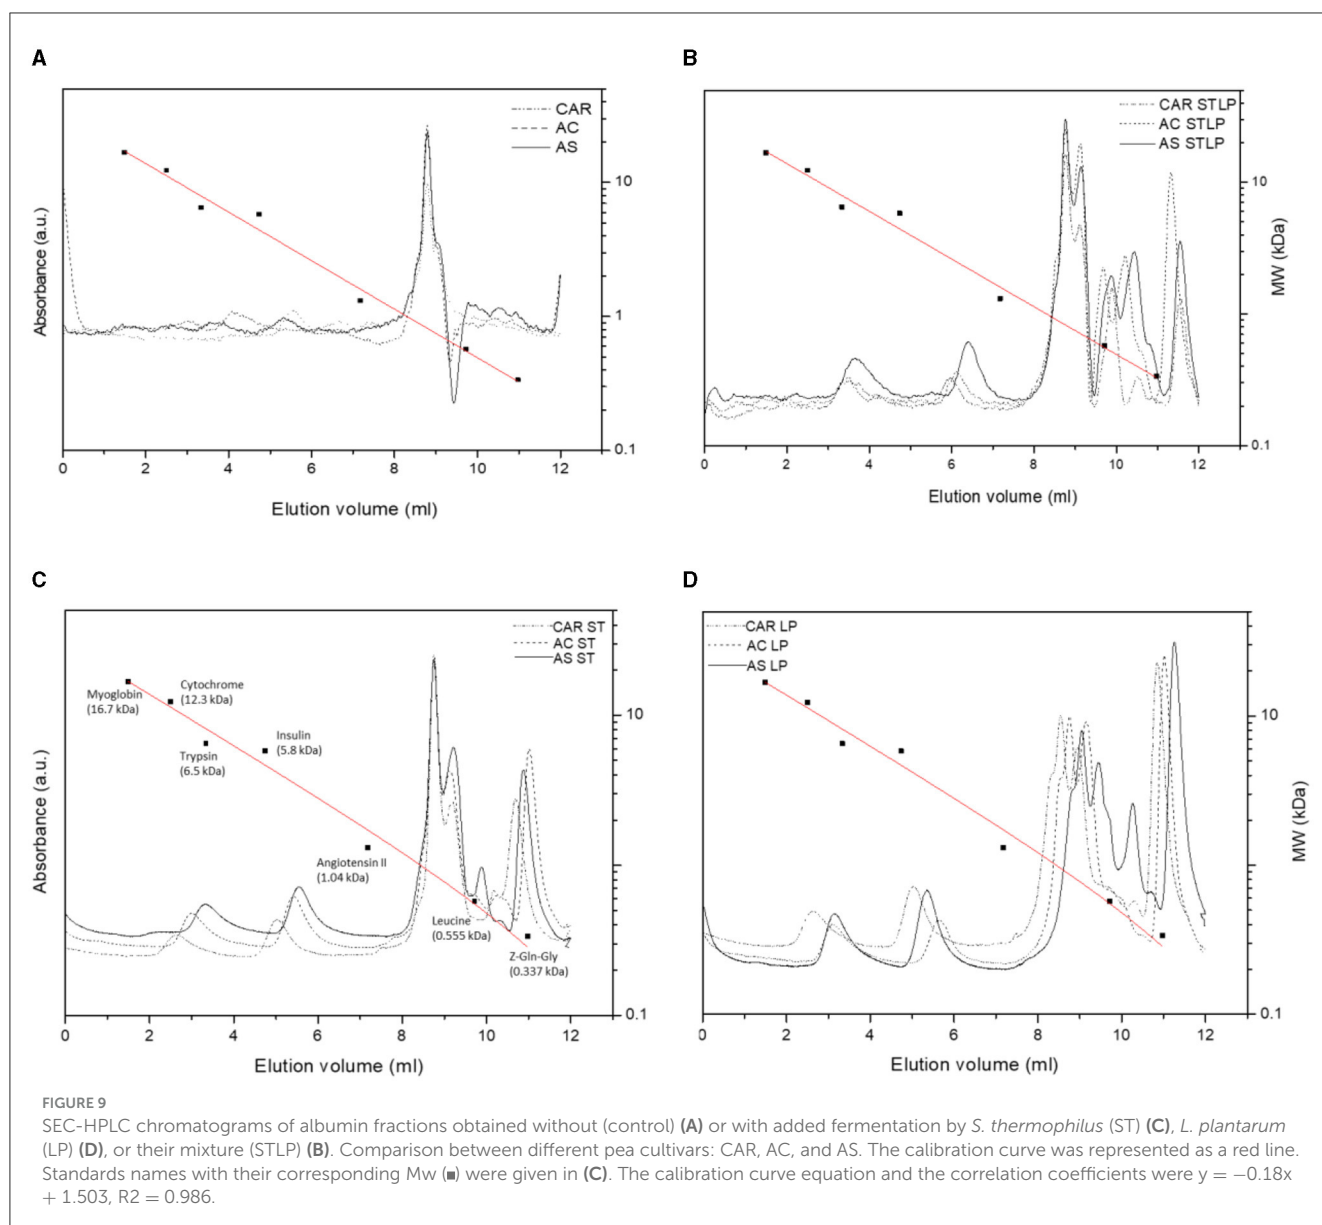 A
CAR
AC
AS
10
1
0.1
0 2 4 6 8 10 12
Absorbance (a.u.)
Elution volume (ml)
B
CAR STLP
AC STLP
AS STLP
10
1
0.1
0 2 4 6 8 10 12
MW (kDa)
Elution volume (ml)
C
CAR ST
AC ST
AS ST
Myoglobin
(16.7 kDa)
Cytochrome
(12.3 kDa)
Trypsin
(6.5 kDa)
Insulin
(5.8 kDa)
Angiotensin II
(1.04 kDa)
Leucine
(0.555 kDa)
Z-Gln-Gly
(0.337 kDa)
10
1
0.1
0 2 4 6 8 10 12
Absorbance (a.u.)
Elution volume (ml)
D
CAR LP
AC LP
AS LP
10
1
0.1
0 2 4 6 8 10 12
MW (kDa)
Elution volume (ml)
FIGURE 9
SEC-HPLC chromatograms of albumin fractions obtained without (control) (A) or with added fermentation by S. thermophilus (ST) (C), L. plantarum
(LP) (D), or their mixture (STLP) (B). Comparison between different pea cultivars: CAR, AC, and AS. The calibration curve was represented as a red line.
Standards names with their corresponding Mw (■) were given in (C). The calibration curve equation and the correlation coefficients were y = −0.18x
+ 1.503, R2 = 0.986.